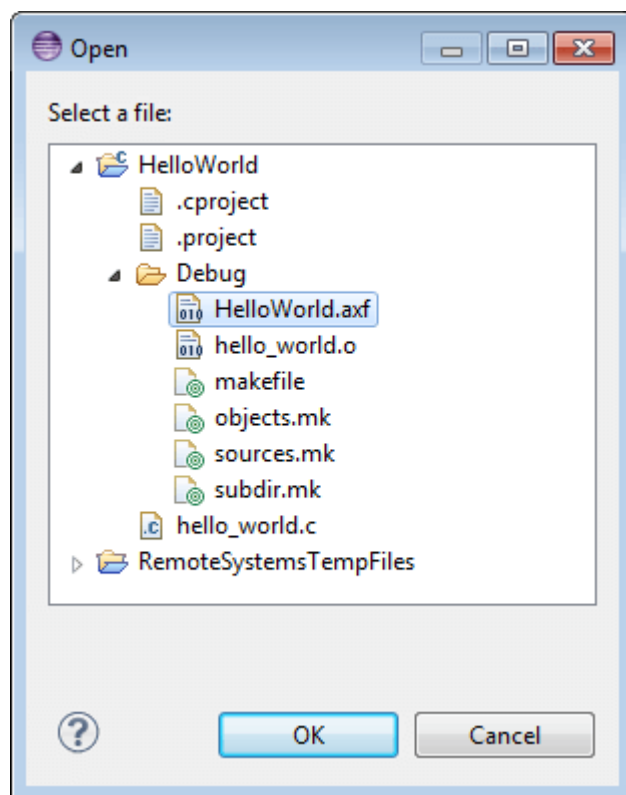 Open
Select a file:
HelloWorld
.cproject
.project
Debug
HelloWorld.axf
hello_world.o
makefile
objects.mk
sources.mk
subdir.mk
hello_world.c
RemoteSystemsTempFiles
OK Cancel